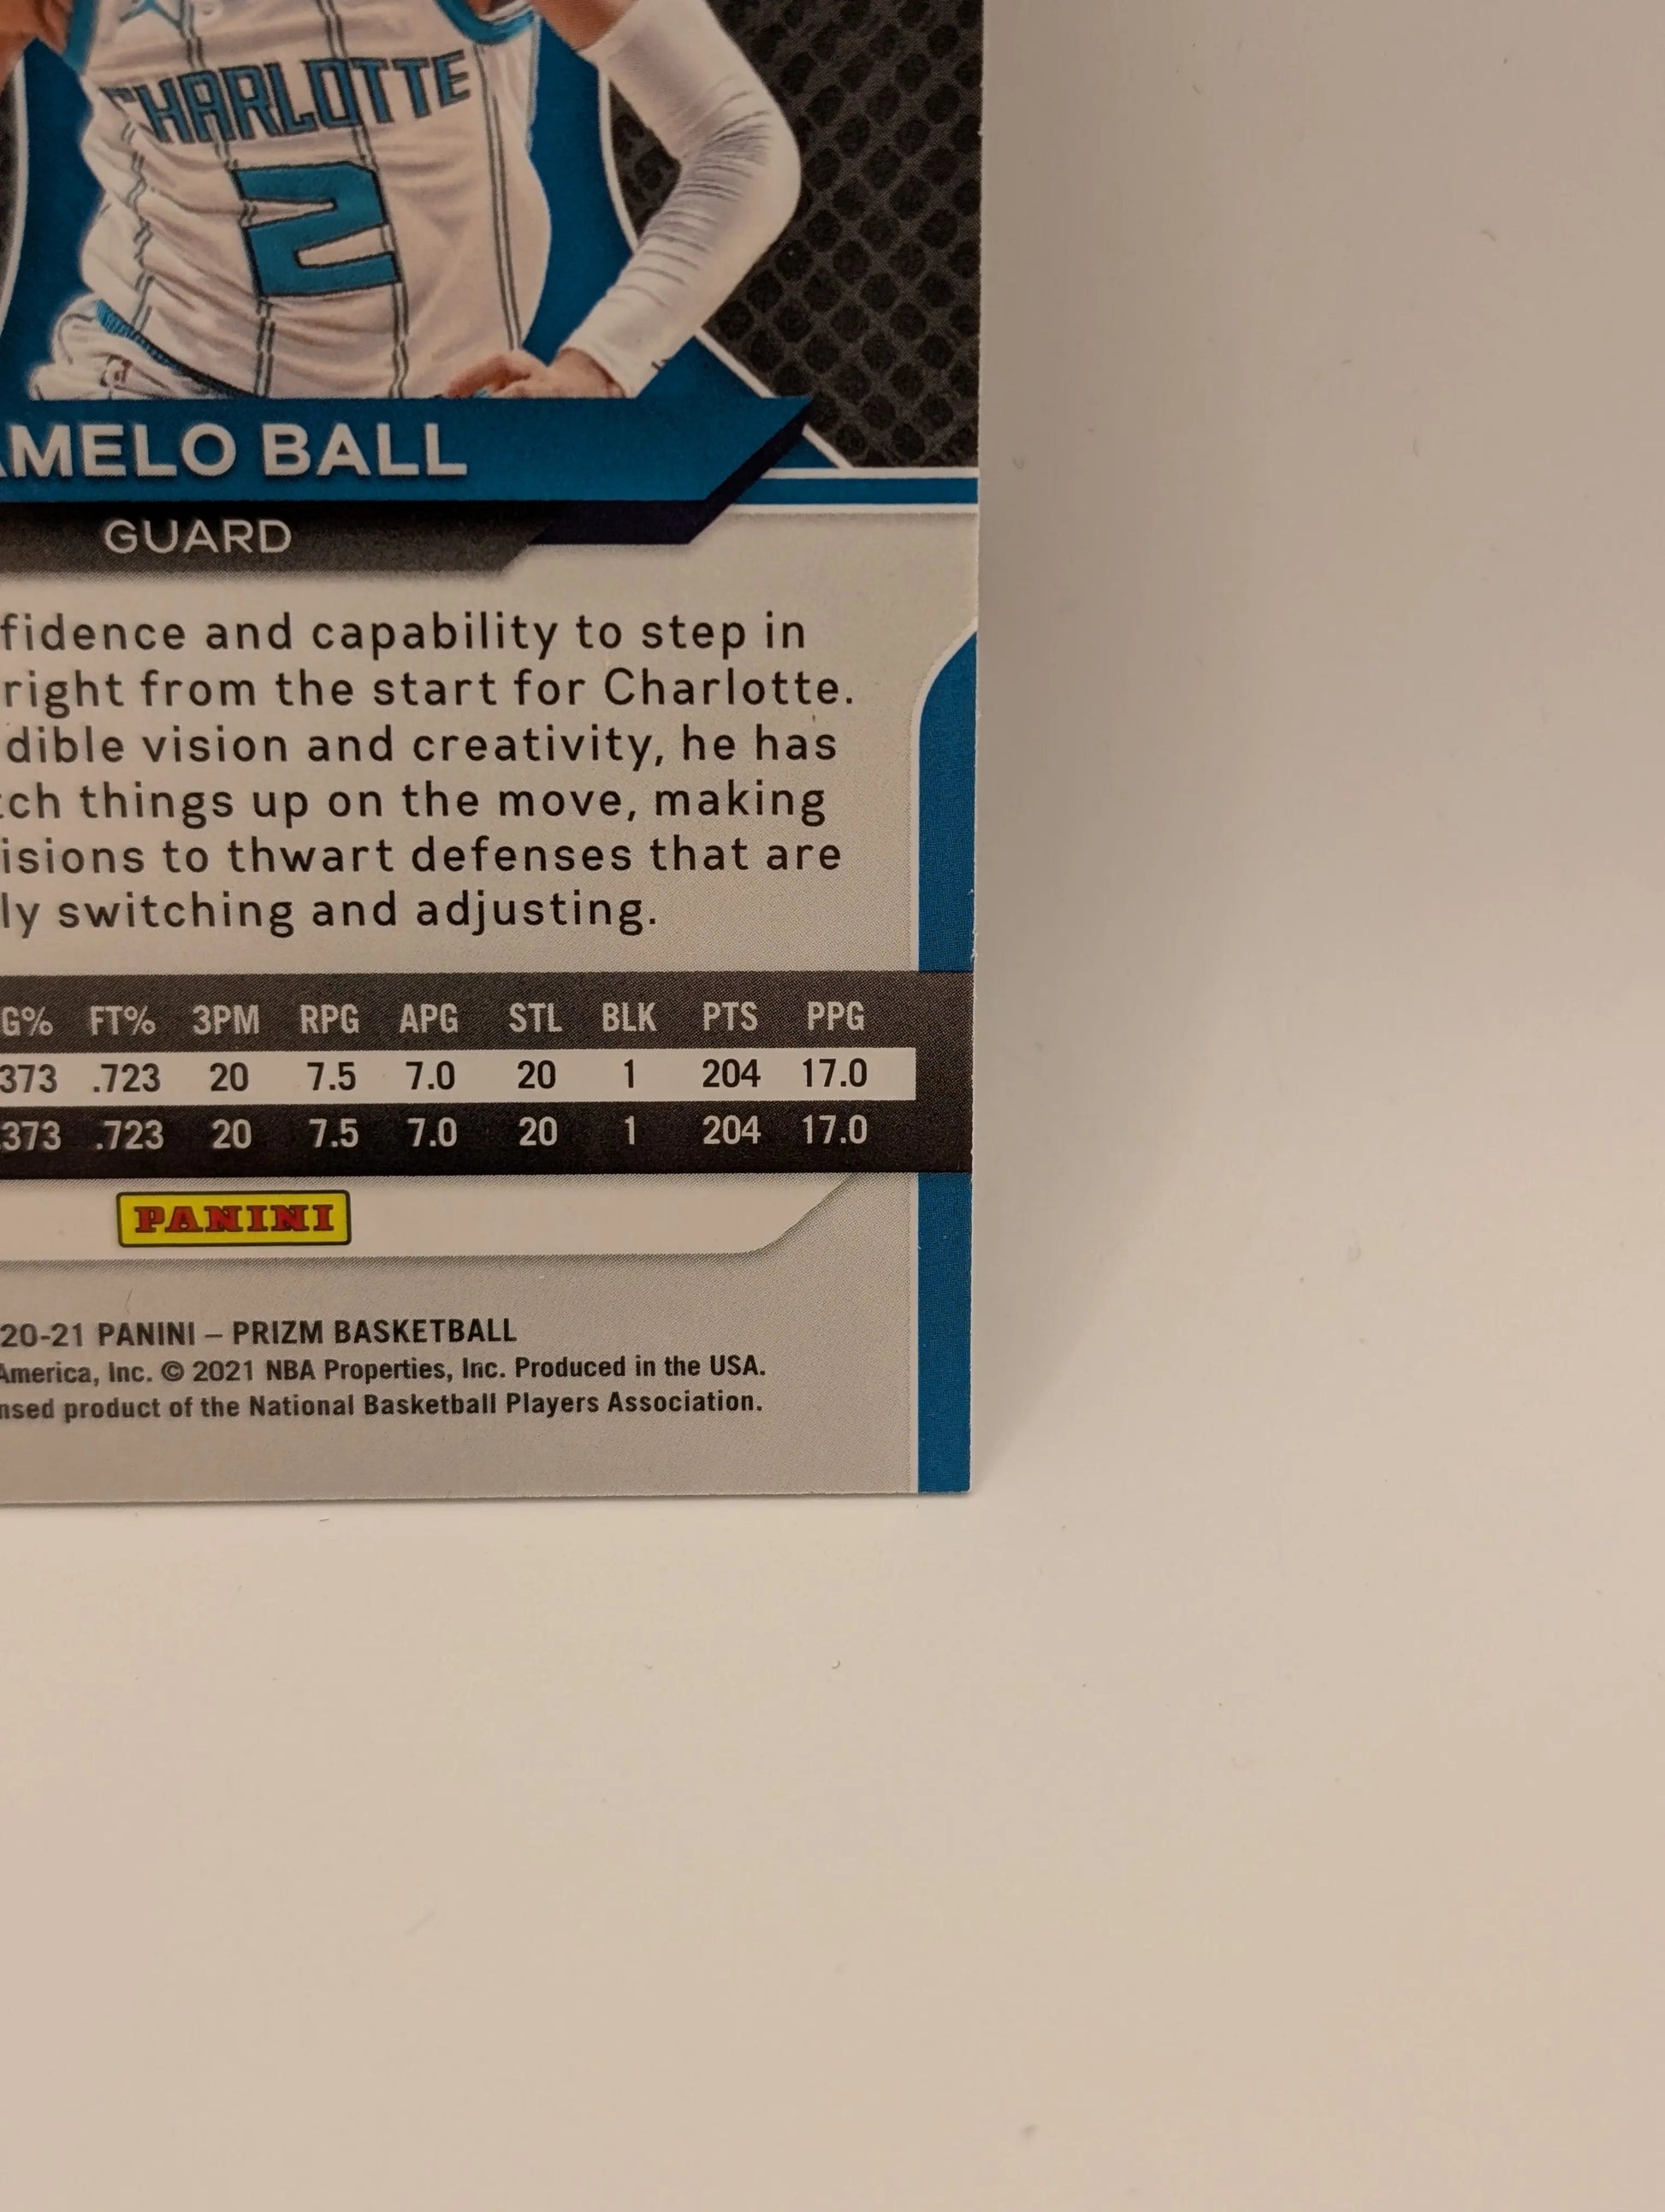 CHARLOTTE
2
AMELO BALL
GUARD
fidence and capability to step in
right from the start for Charlotte.
dible vision and creativity, he has
tch things up on the move, making
isions to thwart defenses that are
ly switching and adjusting.
G% FT% 3PM RPG APG STL BLK PTS PPG
373 .723 20 7.5 7.0 20 1 204 17.0
.373 .723 20 7.5 7.0 20 1 204 17.0
PANINI
20-21 PANINI – PRIZM BASKETBALL
America, Inc. © 2021 NBA Properties, Inc. Produced in the USA.
nsed product of the National Basketball Players Association.